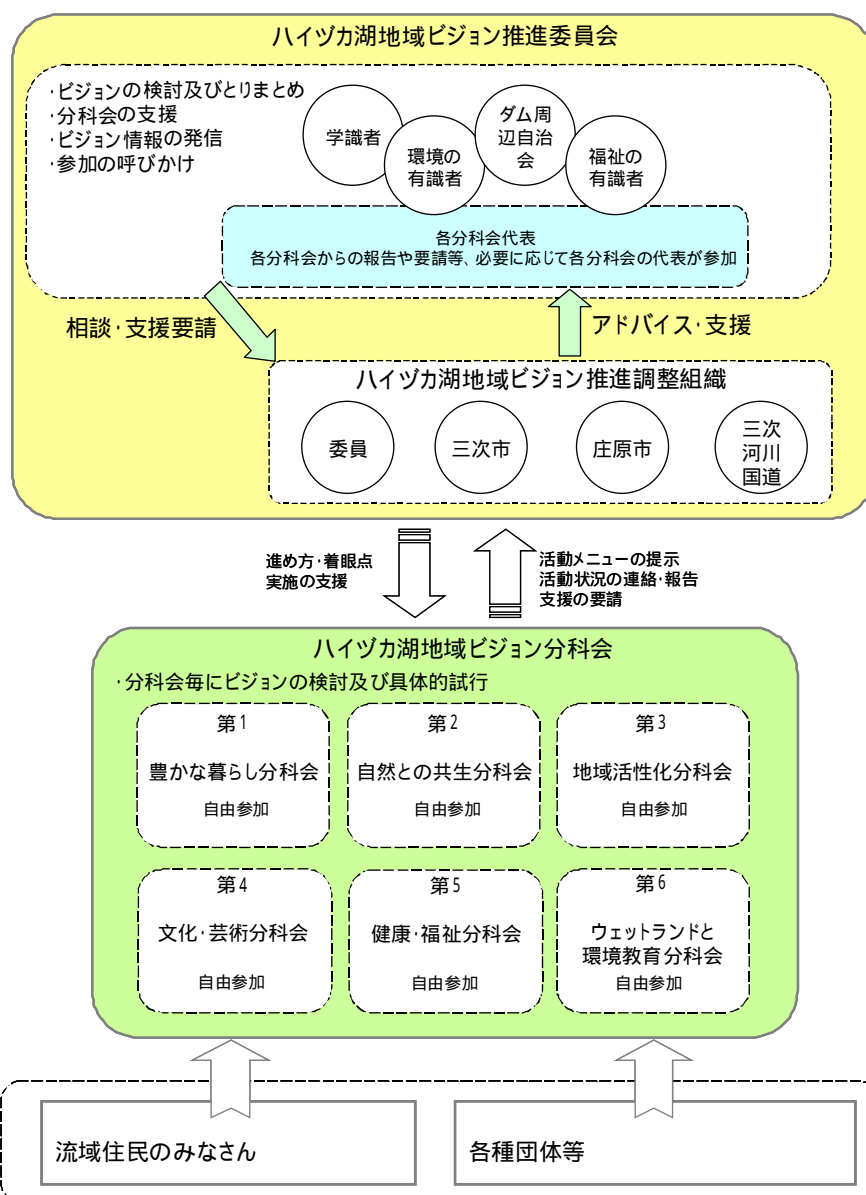 ハイヅカ湖地域ビジョン推進委員会
･ビジョンの検討及びとりまとめ
･分科会の支援
･ビジョン情報の発信
･参加の呼びかけ
学識者
環境の
有識者
ダム周
辺自治
会
福祉の
有識者
各分科会代表
各分科会からの報告や要請等、必要に応じて各分科会の代表が参加
相談･支援要請
アドバイス･支援
ハイヅカ湖地域ビジョン推進調整組織
委員
三次市
庄原市
三次
河川
国道
進め方･着眼点
実施の支援
活動メニューの提示
活動状況の連絡･報告
支援の要請
ハイヅカ湖地域ビジョン分科会
･分科会毎にビジョンの検討及び具体的試行
第1
豊かな暮らし分科会
自由参加
第2
自然との共生分科会
自由参加
第3
地域活性化分科会
自由参加
第4
文化･芸術分科会
自由参加
第5
健康･福祉分科会
自由参加
第6
ウェットランドと
環境教育分科会
自由参加
流域住民のみなさん
各種団体等